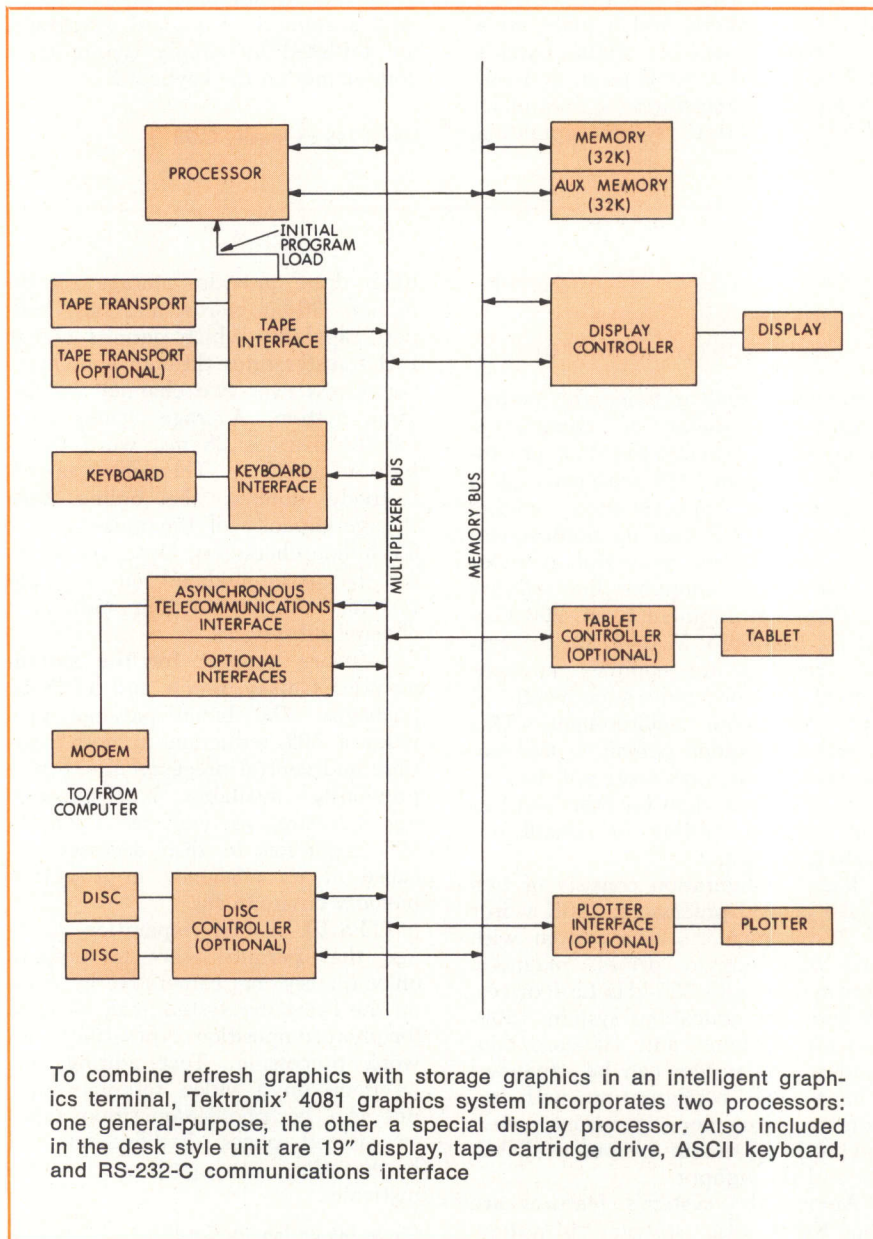 PROCESSOR
MEMORY
(32K)
AUX MEMORY
(32K)
INITIAL
PROGRAM
LOAD
TAPE TRANSPORT
TAPE TRANSPORT
(OPTIONAL)
TAPE
INTERFACE
DISPLAY
CONTROLLER
DISPLAY
KEYBOARD
KEYBOARD
INTERFACE
MULTIPLEXER BUS
MEMORY BUS
ASYNCHRONOUS
TELECOMMUNICATIONS
INTERFACE
OPTIONAL
INTERFACES
TABLET
CONTROLLER
(OPTIONAL)
TABLET
MODEM
TO/FROM
COMPUTER
DISC
DISC
DISC
CONTROLLER
(OPTIONAL)
PLOTTER
INTERFACE
(OPTIONAL)
PLOTTER
To combine refresh graphics with storage graphics in an intelligent graph-
ics terminal, Tektronix’ 4081 graphics system incorporates two processors:
one general-purpose, the other a special display processor. Also included
in the desk style unit are 19″ display, tape cartridge drive, ASCII keyboard,
and RS-232-C communications interface